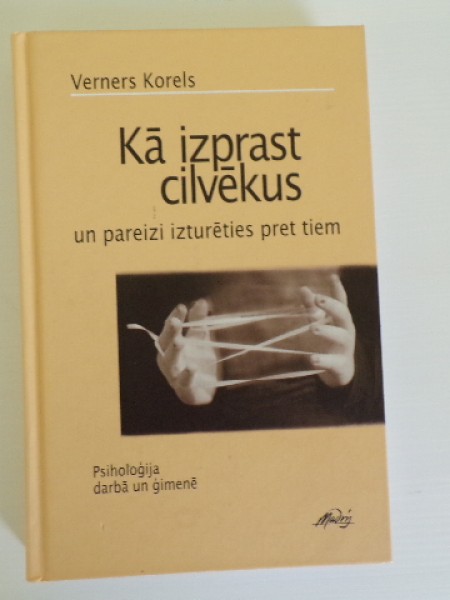 Verners Korels
Kā izprast
cilvēkus
un pareizi izturēties pret tiem
Psiholoģija
darbā un ģimenē